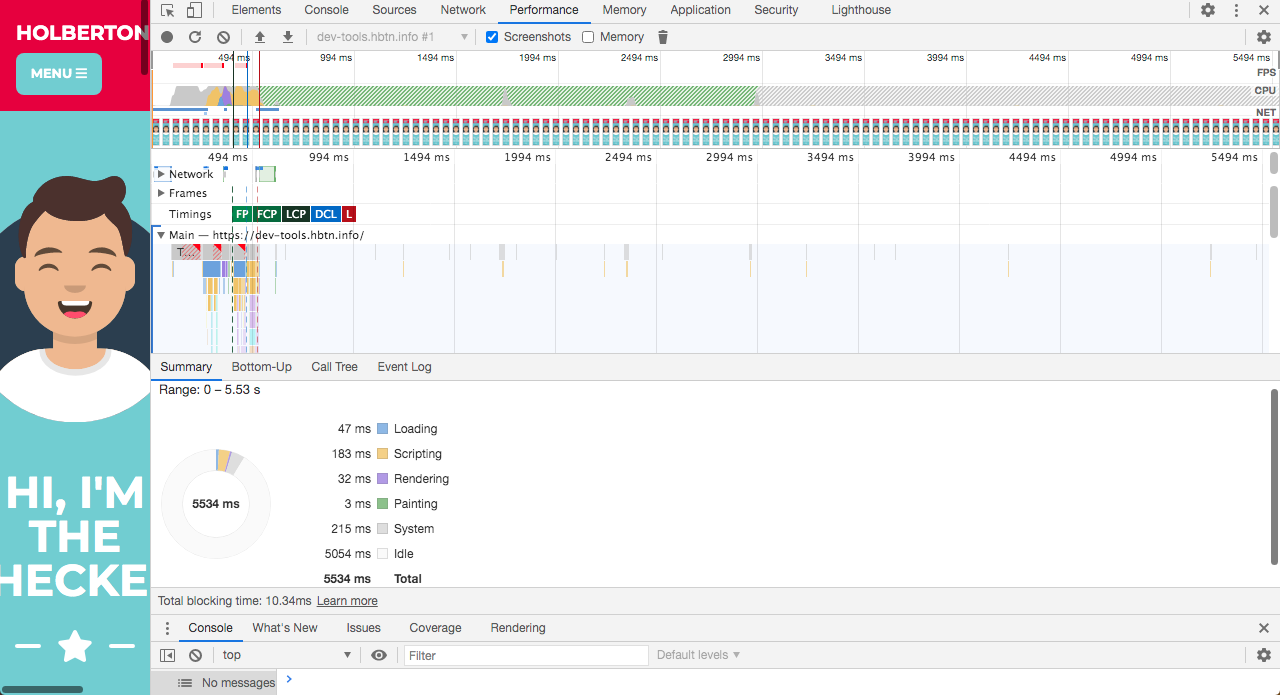 HOLBERTON
MENU
HI, I'M
THE
HECKE
Elements Console Sources Network Performance Memory Application Security Lighthouse
dev-tools.hbtn.info #1 Screenshots Memory
494 ms 994 ms 1494 ms 1994 ms 2494 ms 2994 ms 3494 ms 3994 ms 4494 ms 4994 ms 5494 ms
FPS
CPU
NET
494 ms 994 ms 1494 ms 1994 ms 2494 ms 2994 ms 3494 ms 3994 ms 4494 ms 4994 ms 5494 ms
Network
Frames
Timings FP FCP LCP DCL L
Main — https://dev-tools.hbtn.info/
T...
Summary Bottom-Up Call Tree Event Log
Range: 0 – 5.53 s
47 ms Loading
183 ms Scripting
32 ms Rendering
5534 ms
3 ms Painting
215 ms System
5054 ms Idle
5534 ms Total
Total blocking time: 10.34ms Learn more
Console What's New Issues Coverage Rendering
top Filter Default levels
No messages